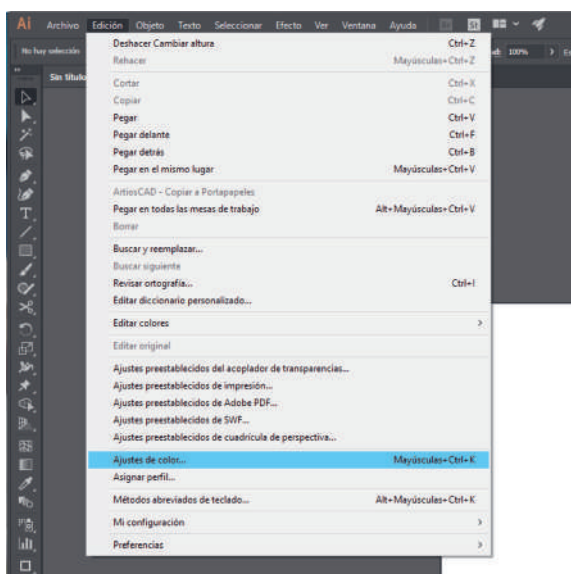 Ai Archivo Edición Objeto Texto Seleccionar Efecto Ver Ventana Ayuda Br St
No hay selección 100%
Sin título
Deshacer Cambiar altura Ctrl+Z
Rehacer Mayúsculas+Ctrl+Z
Cortar Ctrl+X
Copiar Ctrl+C
Pegar Ctrl+V
Pegar delante Ctrl+F
Pegar detrás Ctrl+B
Pegar en el mismo lugar Mayúsculas+Ctrl+V
ArtiosCAD - Copiar a Portapapeles
Pegar en todas las mesas de trabajo Alt+Mayúsculas+Ctrl+V
Borrar
Buscar y reemplazar...
Buscar siguiente
Revisar ortografía... Ctrl+I
Editar diccionario personalizado...
Editar colores
Editar original
Ajustes preestablecidos del acoplador de transparencias...
Ajustes preestablecidos de impresión...
Ajustes preestablecidos de Adobe PDF...
Ajustes preestablecidos de SWF...
Ajustes preestablecidos de cuadrícula de perspectiva...
Ajustes de color... Mayúsculas+Ctrl+K
Asignar perfil...
Métodos abreviados de teclado... Alt+Mayúsculas+Ctrl+K
Mi configuración
Preferencias